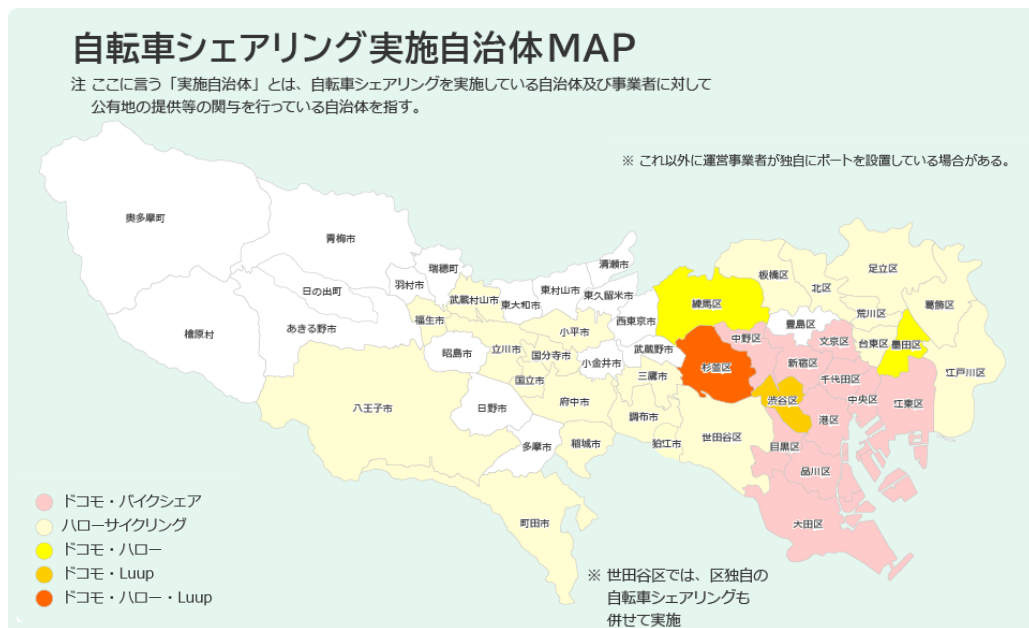 自転車シェアリング実施自治体MAP
注 ここに言う「実施自治体」とは、自転車シェアリングを実施している自治体及び事業者に対して
公有地の提供等の関与を行っている自治体を指す。
※ これ以外に運営事業者が独自にポートを設置している場合がある。
奥多摩町
青梅市
瑞穂町
清瀬市
板橋区
足立区
日の出町
羽村市
武蔵村山市
東大和市
東村山市
東久留米市
練馬区
北区
葛飾区
檜原村
あきる野市
福生市
小平市
西東京市
豊島区
荒川区
昭島市
立川市
国分寺市
小金井市
武蔵野市
中野区
文京区
台東区
墨田区
八王子市
日野市
国立市
府中市
三鷹市
杉並区
新宿区
千代田区
江戸川区
多摩市
稲城市
調布市
狛江市
世田谷区
渋谷区
港区
中央区
江東区
目黒区
品川区
町田市
大田区
ドコモ・バイクシェア
ハローサイクリング
ドコモ・ハロー
ドコモ・Luup
ドコモ・ハロー・Luup
※ 世田谷区では、区独自の
自転車シェアリングも
併せて実施